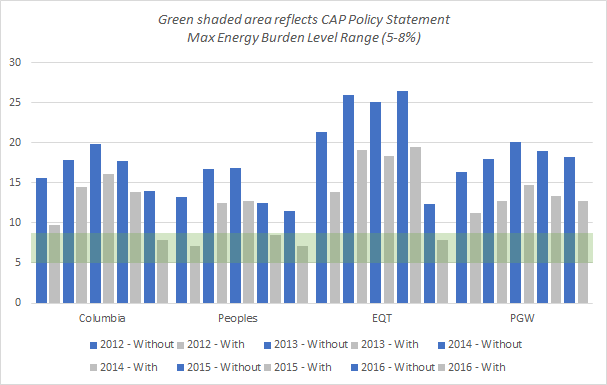 Green shaded area reflects CAP Policy Statement
Max Energy Burden Level Range (5-8%)
30
25
20
15
10
5
0
Columbia Peoples EQT PGW
2012 - Without 2012 - With 2013 - Without 2013 - With 2014 - Without
2014 - With 2015 - Without 2015 - With 2016 - Without 2016 - With